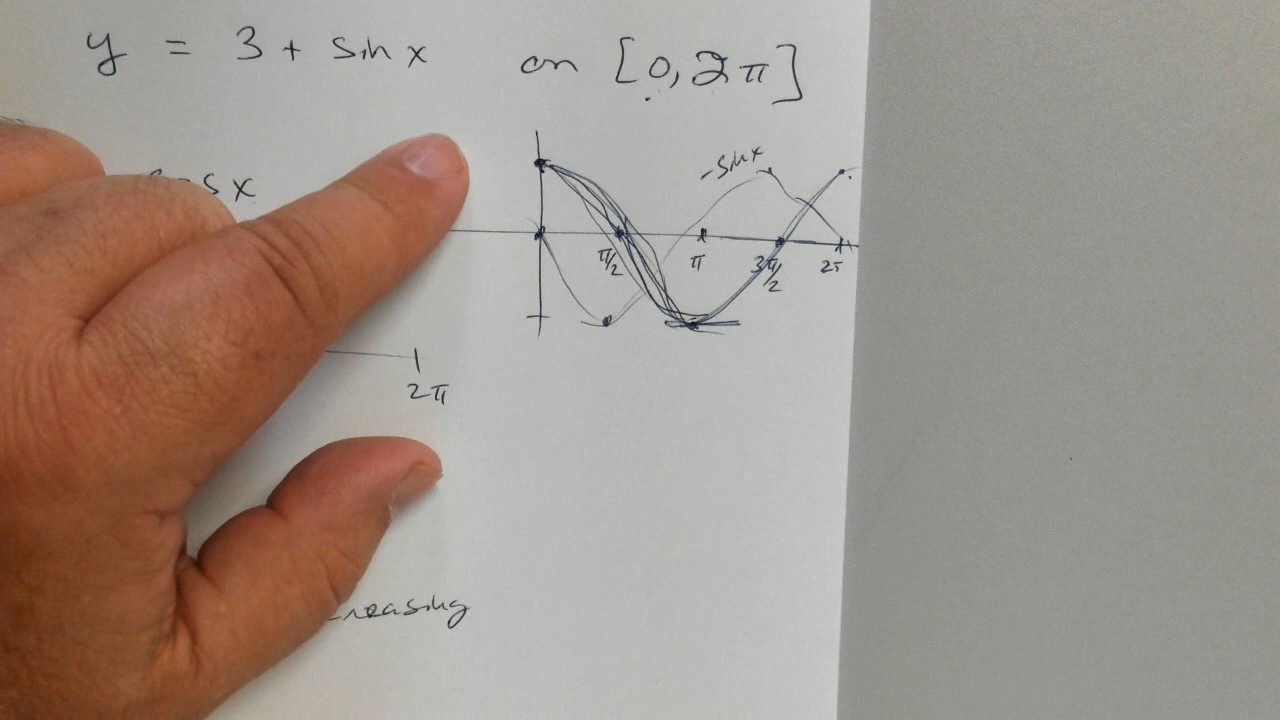 y = 3 + sin x on [0, 2π]
-sin x
π/2 π 3π/2 2π
2π